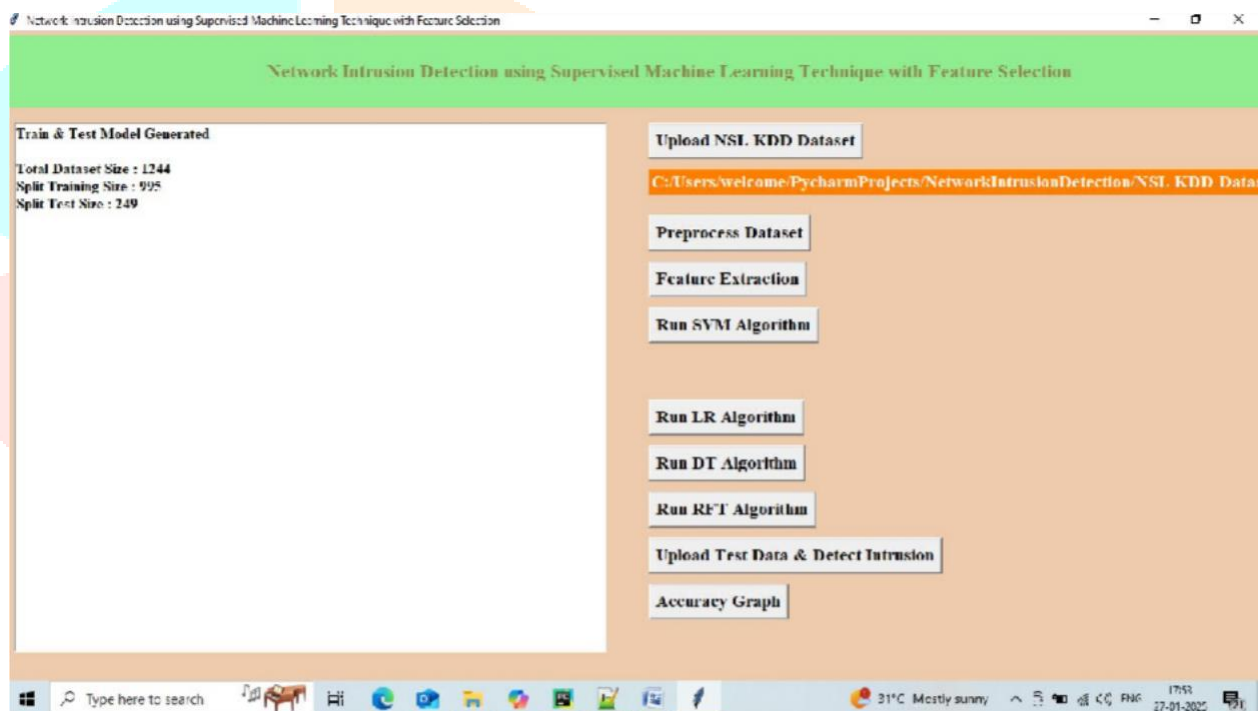 Network Intrusion Detection using Supervised Machine Learning Technique with Feature Selection
Network Intrusion Detection using Supervised Machine Learning Technique with Feature Selection
Train & Test Model Generated
Total Dataset Size : 1244
Split Training Size : 995
Split Test Size : 249
Upload NSL KDD Dataset
C:/Users/welcome/PycharmProjects/NetworkIntrusionDetection/NSL KDD Data
Preprocess Dataset
Feature Extraction
Run SVM Algorithm
Run LR Algorithm
Run DT Algorithm
Run RFT Algorithm
Upload Test Data & Detect Intrusion
Accuracy Graph
Type here to search
31°C Mostly sunny
ENG
17:53
27-01-2025